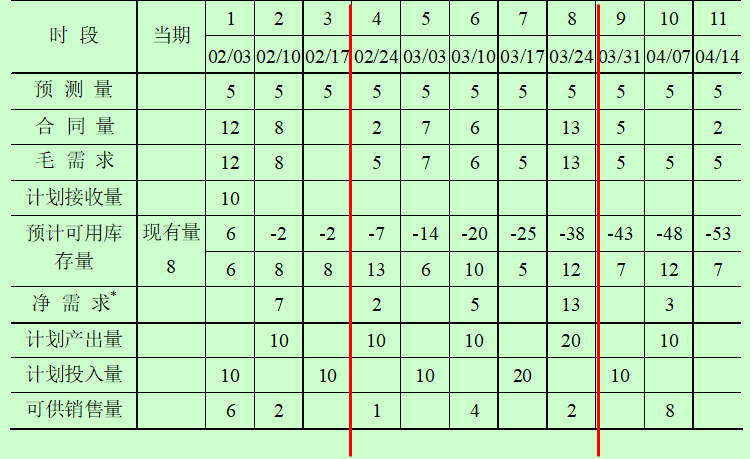 时 段 当期 1 2 3 4 5 6 7 8 9 10 11
02/03 02/10 02/17 02/24 03/03 03/10 03/17 03/24 03/31 04/07 04/14
预 测 量 5 5 5 5 5 5 5 5 5 5 5
合 同 量 12 8 2 7 6 13 5 2
毛 需 求 12 8 5 7 6 5 13 5 5 5
计划接收量 10
预计可用库存量 现有量 6 -2 -2 -7 -14 -20 -25 -38 -43 -48 -53
8 6 8 8 13 6 10 5 12 7 12 7
净 需 求* 7 2 5 13 3
计划产出量 10 10 10 20 10
计划投入量 10 10 10 20 10
可供销售量 6 2 1 4 2 8